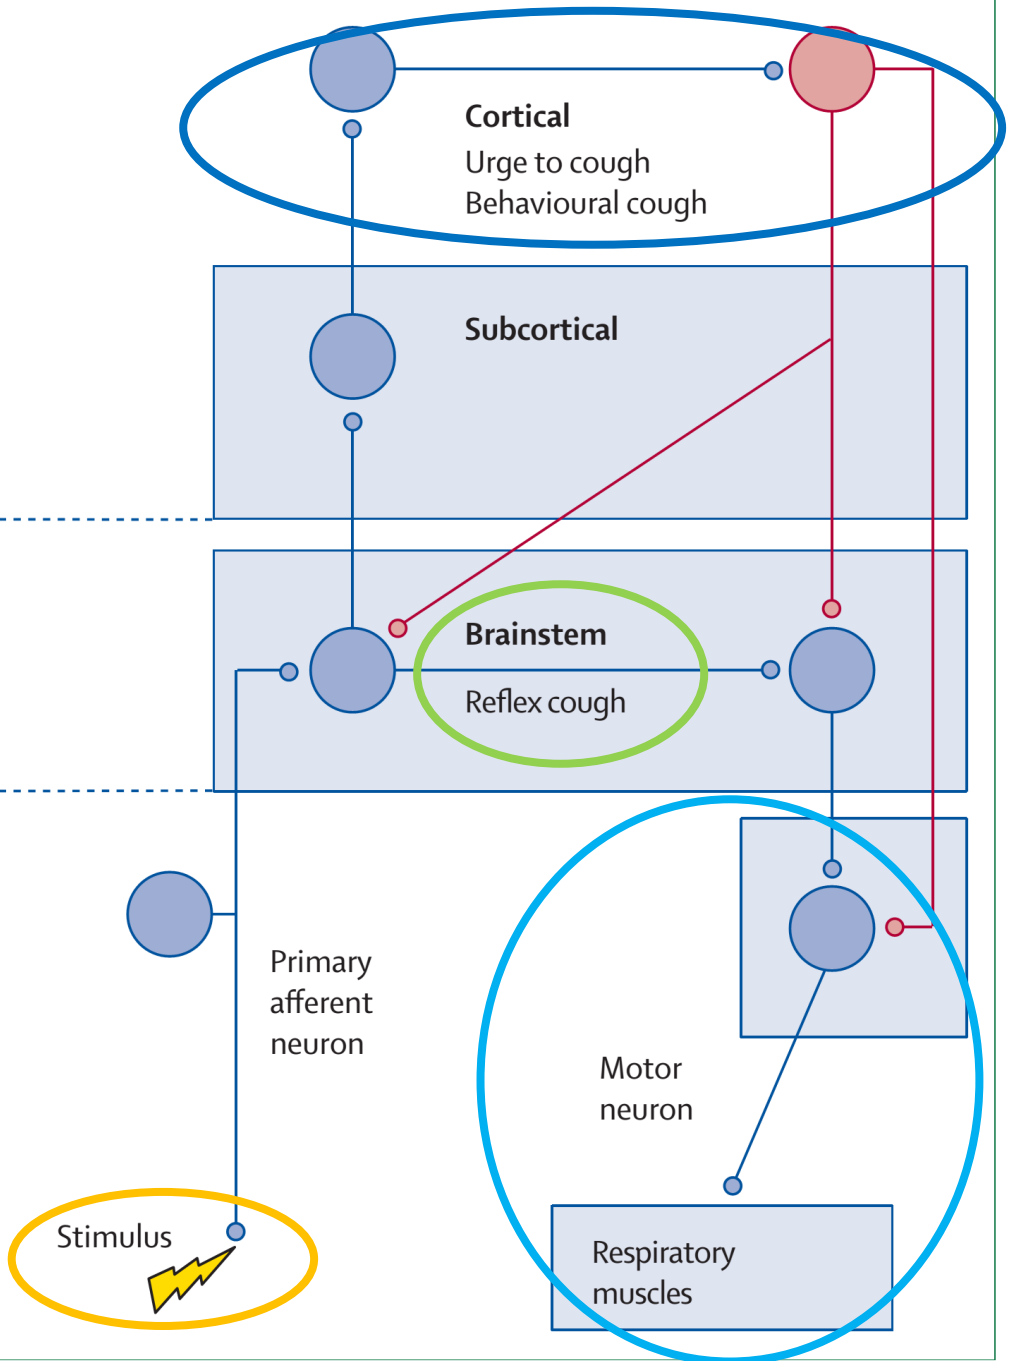 Cortical
Urge to cough
Behavioural cough
Subcortical
Brainstem
Reflex cough
Primary
afferent
neuron
Motor
neuron
Stimulus
Respiratory
muscles